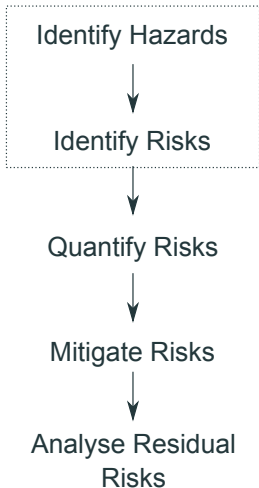 Identify Hazards
Identify Risks
Quantify Risks
Mitigate Risks
Analyse Residual
Risks